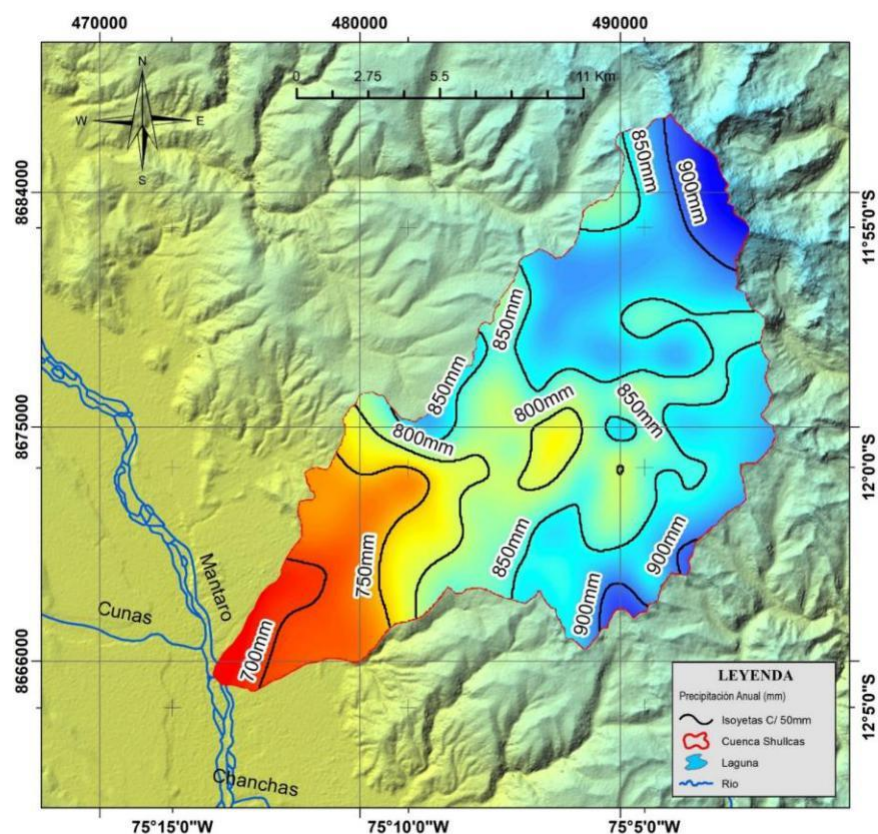 470000 480000 490000
0 2.75 5.5 11 Km
N
W E
S
8684000
8675000
8666000
11°55'0"S
12°0'0"S
12°5'0"S
850mm
900mm
850mm
850mm
800mm
800mm
850mm
750mm
850mm
900mm
900mm
700mm
Mantaro
Cunas
Chanchas
LEYENDA
Precipitación Anual (mm)
Isoyetas C/ 50mm
Cuenca Shullcas
Laguna
Rio
75°15'0"W 75°10'0"W 75°5'0"W